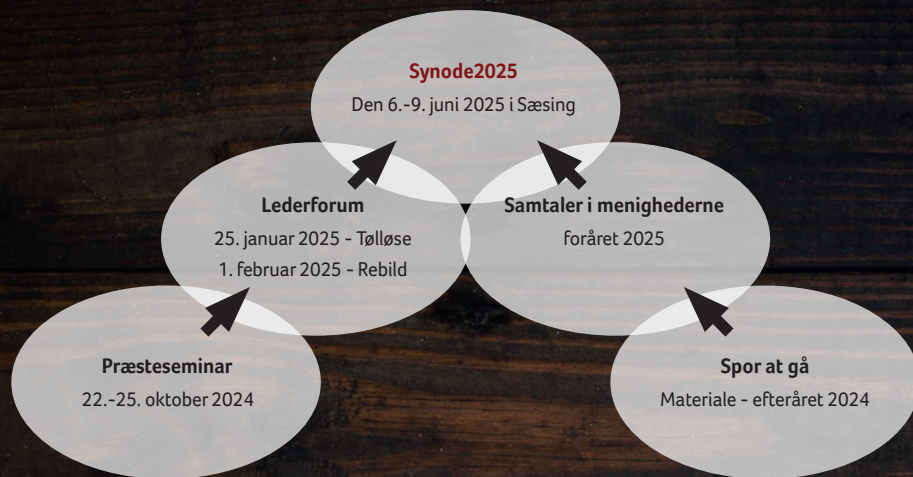 Synode2025
Den 6.-9. juni 2025 i Sæsing
Lederforum
25. januar 2025 - Tølløse
1. februar 2025 - Rebild
Samtaler i menighederne
foråret 2025
Præsteseminar
22.-25. oktober 2024
Spor at gå
Materiale - efteråret 2024